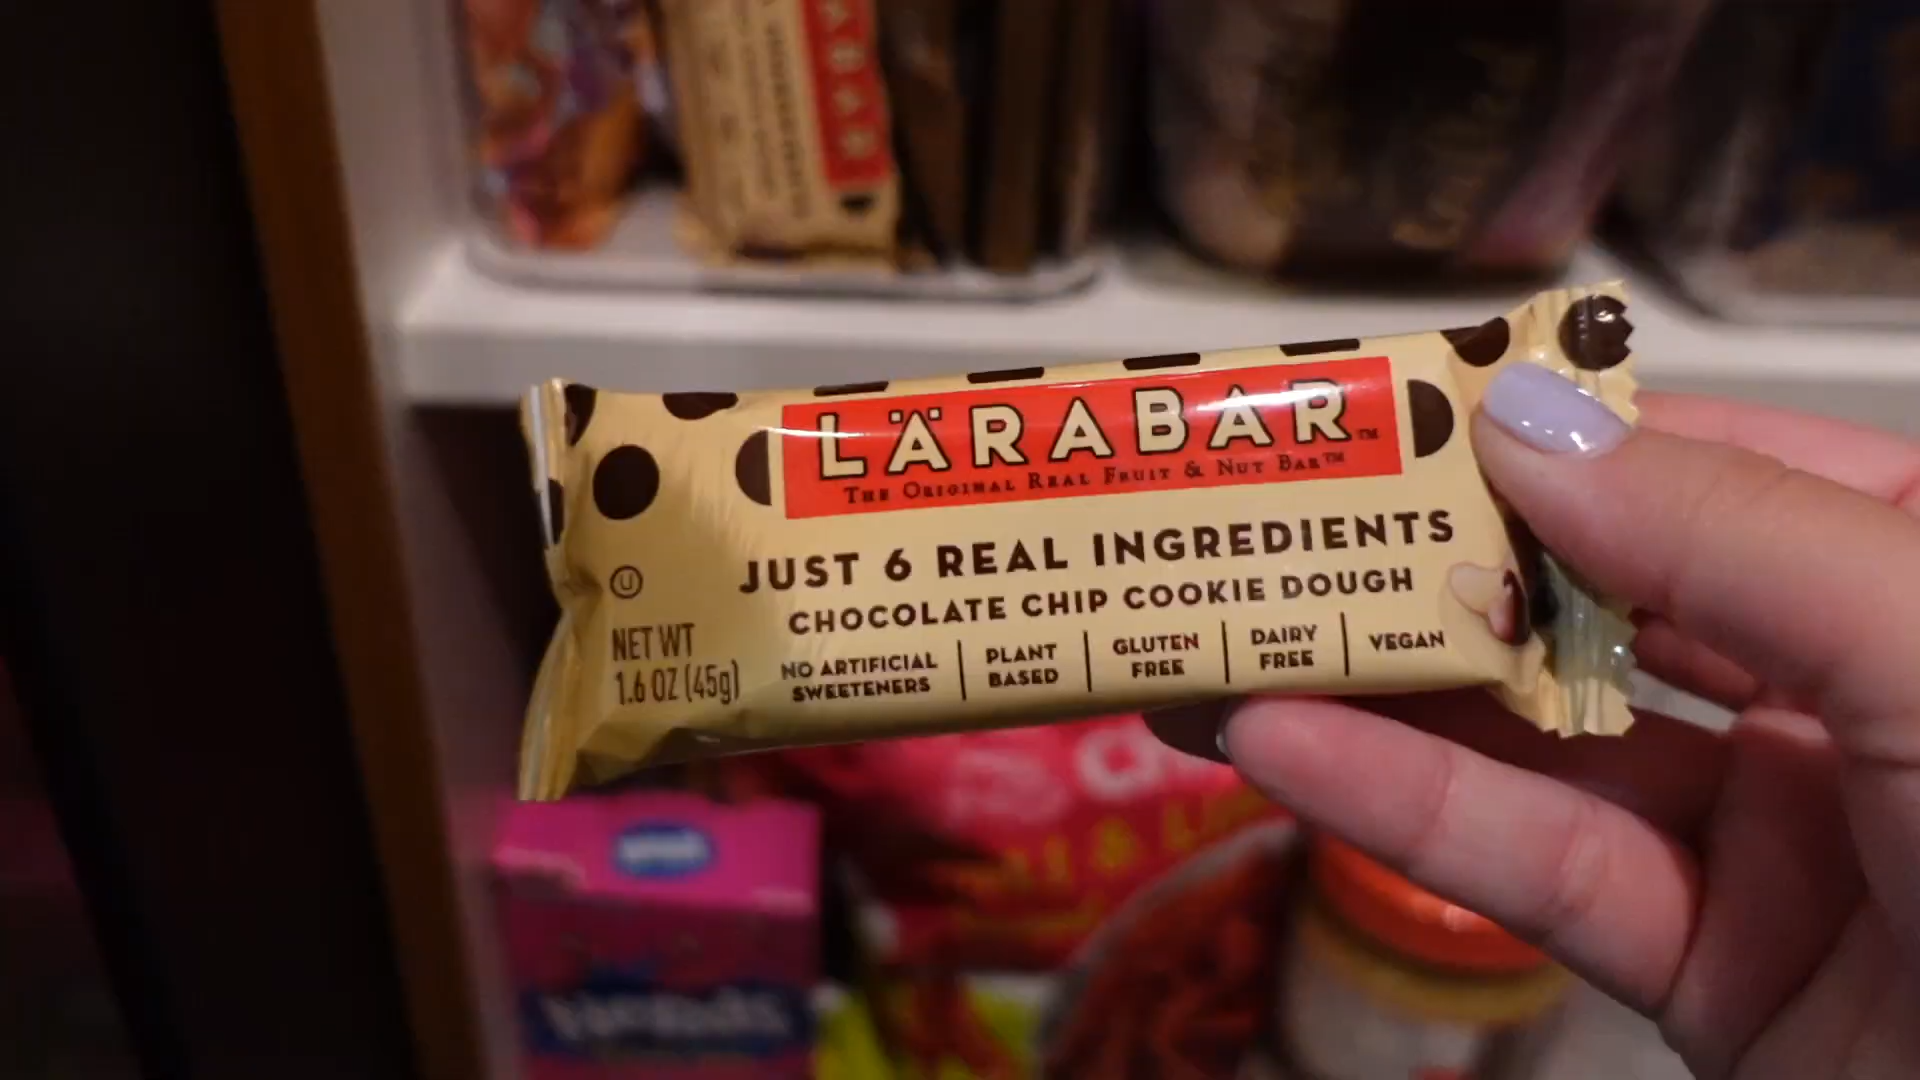 LÄRABAR™
THE ORIGINAL REAL FRUIT & NUT BAR™
JUST 6 REAL INGREDIENTS
CHOCOLATE CHIP COOKIE DOUGH
U
NET WT
1.6 OZ (45g)
NO ARTIFICIAL
SWEETENERS
PLANT
BASED
GLUTEN
FREE
DAIRY
FREE
VEGAN